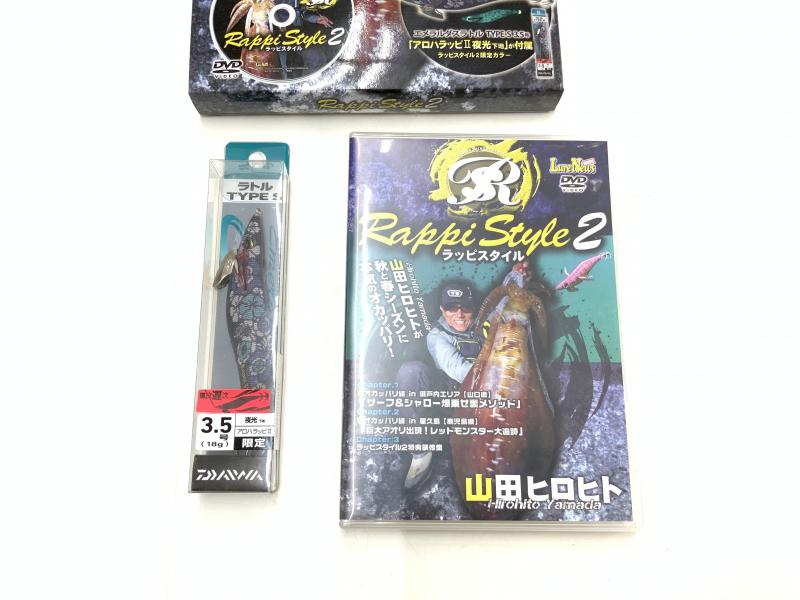 Rappi Style 2
ラッピスタイル
DVD
VIDEO
エメラルダスラトル TYPE S 3.5号
「アロハラッピⅡ夜光下地」が付属
ラッピスタイル2限定カラー
Rappi Style 2
ラトル
TYPE S
3.5
号
(18g)
夜光
下地
アロハラッピⅡ
限定
DAIWA
R
Lure News
DVD
VIDEO
Rappi Style 2
ラッピスタイル
Hirohito Yamada
山田ヒロヒトが
秋と春シーズンに
本気のオカッパリ!
Chapter.1
オカッパリ編 in 瀬戸内エリア【山口県】
『サーフ&シャロー爆乗せ裏メソッド』
Chapter.2
オカッパリ編 in 屋久島【鹿児島県】
『巨大アオリ出現!レッドモンスター大追跡』
Chapter.3
ラッピスタイル2特典映像集
山田ヒロヒト
Hirohito Yamada